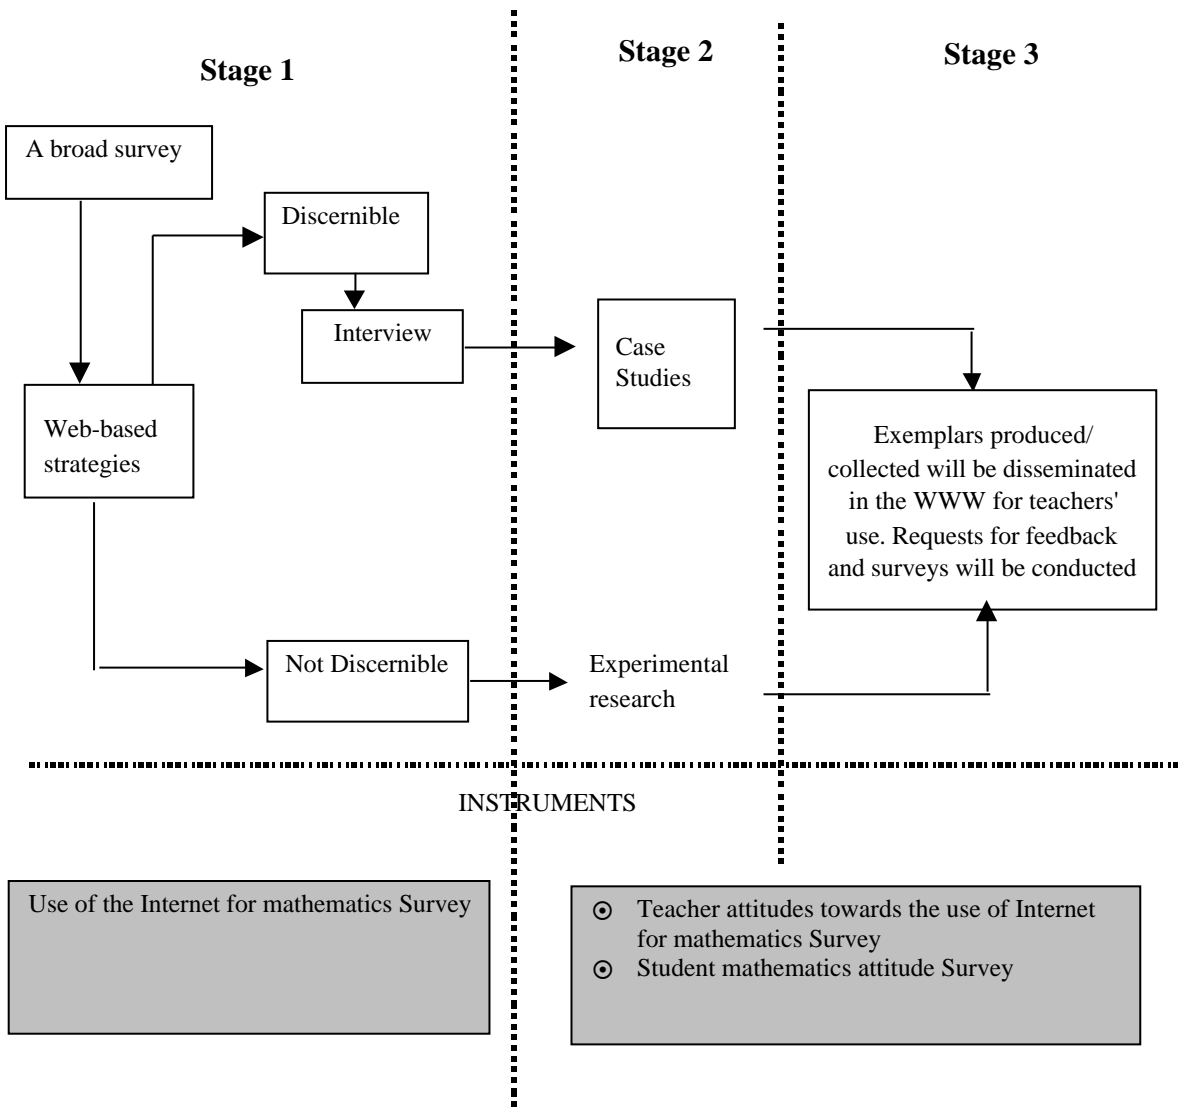 Stage 1
Stage 2
Stage 3
A broad survey
Discernible
Interview
Case
Studies
Web-based
strategies
Exemplars produced/
collected will be disseminated
in the WWW for teachers'
use. Requests for feedback
and surveys will be conducted
Not Discernible
Experimental
research
INSTRUMENTS
Use of the Internet for mathematics Survey
Teacher attitudes towards the use of Internet
for mathematics Survey
Student mathematics attitude Survey